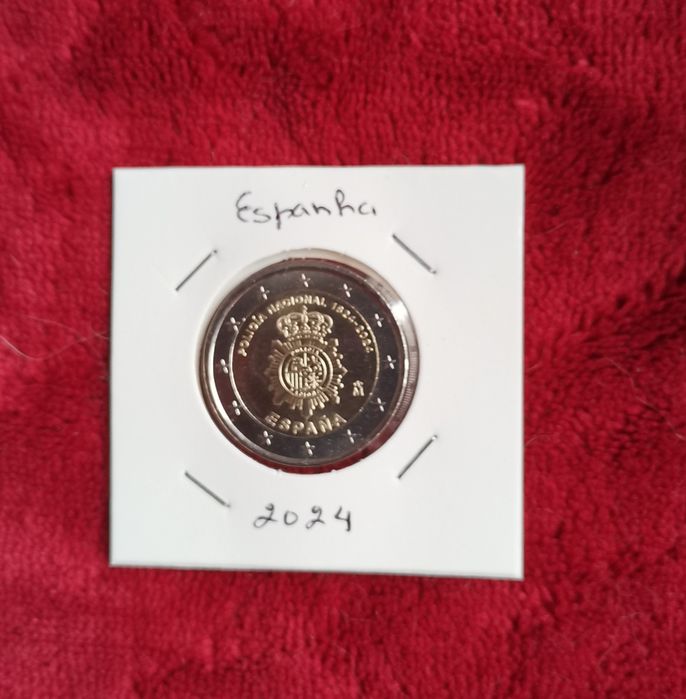 Espanha
POLICÍA NACIONAL 1824-2024
ESPAÑA
2024